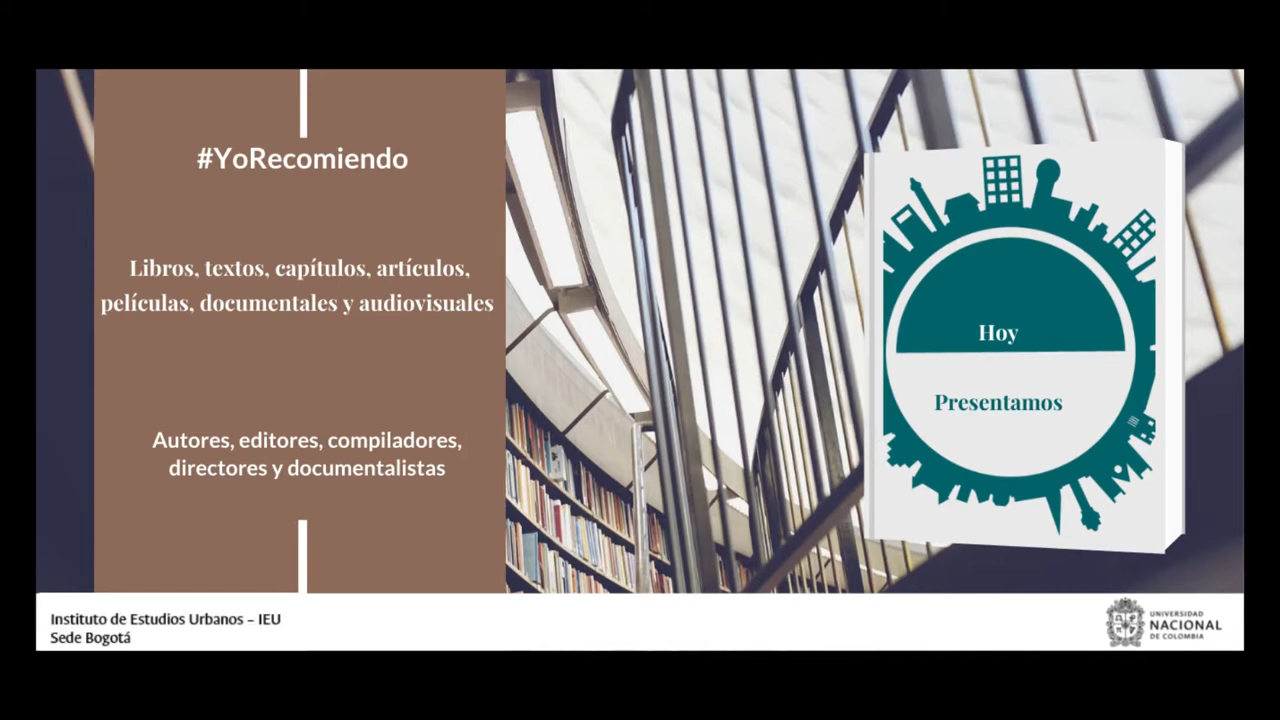 #YoRecomiendo
Libros, textos, capítulos, artículos,
películas, documentales y audiovisuales
Autores, editores, compiladores,
directores y documentalistas
Hoy
Presentamos
Instituto de Estudios Urbanos – IEU
Sede Bogotá
UNIVERSIDAD
NACIONAL
DE COLOMBIA